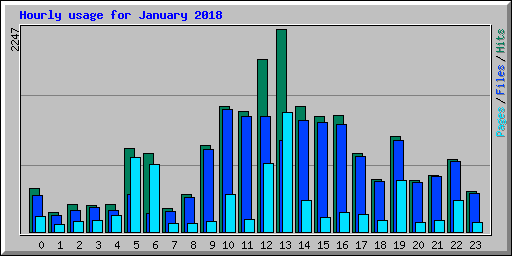 Hourly usage for January 2018
2247
Pages / Files / Hits
0 1 2 3 4 5 6 7 8 9 10 11 12 13 14 15 16 17 18 19 20 21 22 23